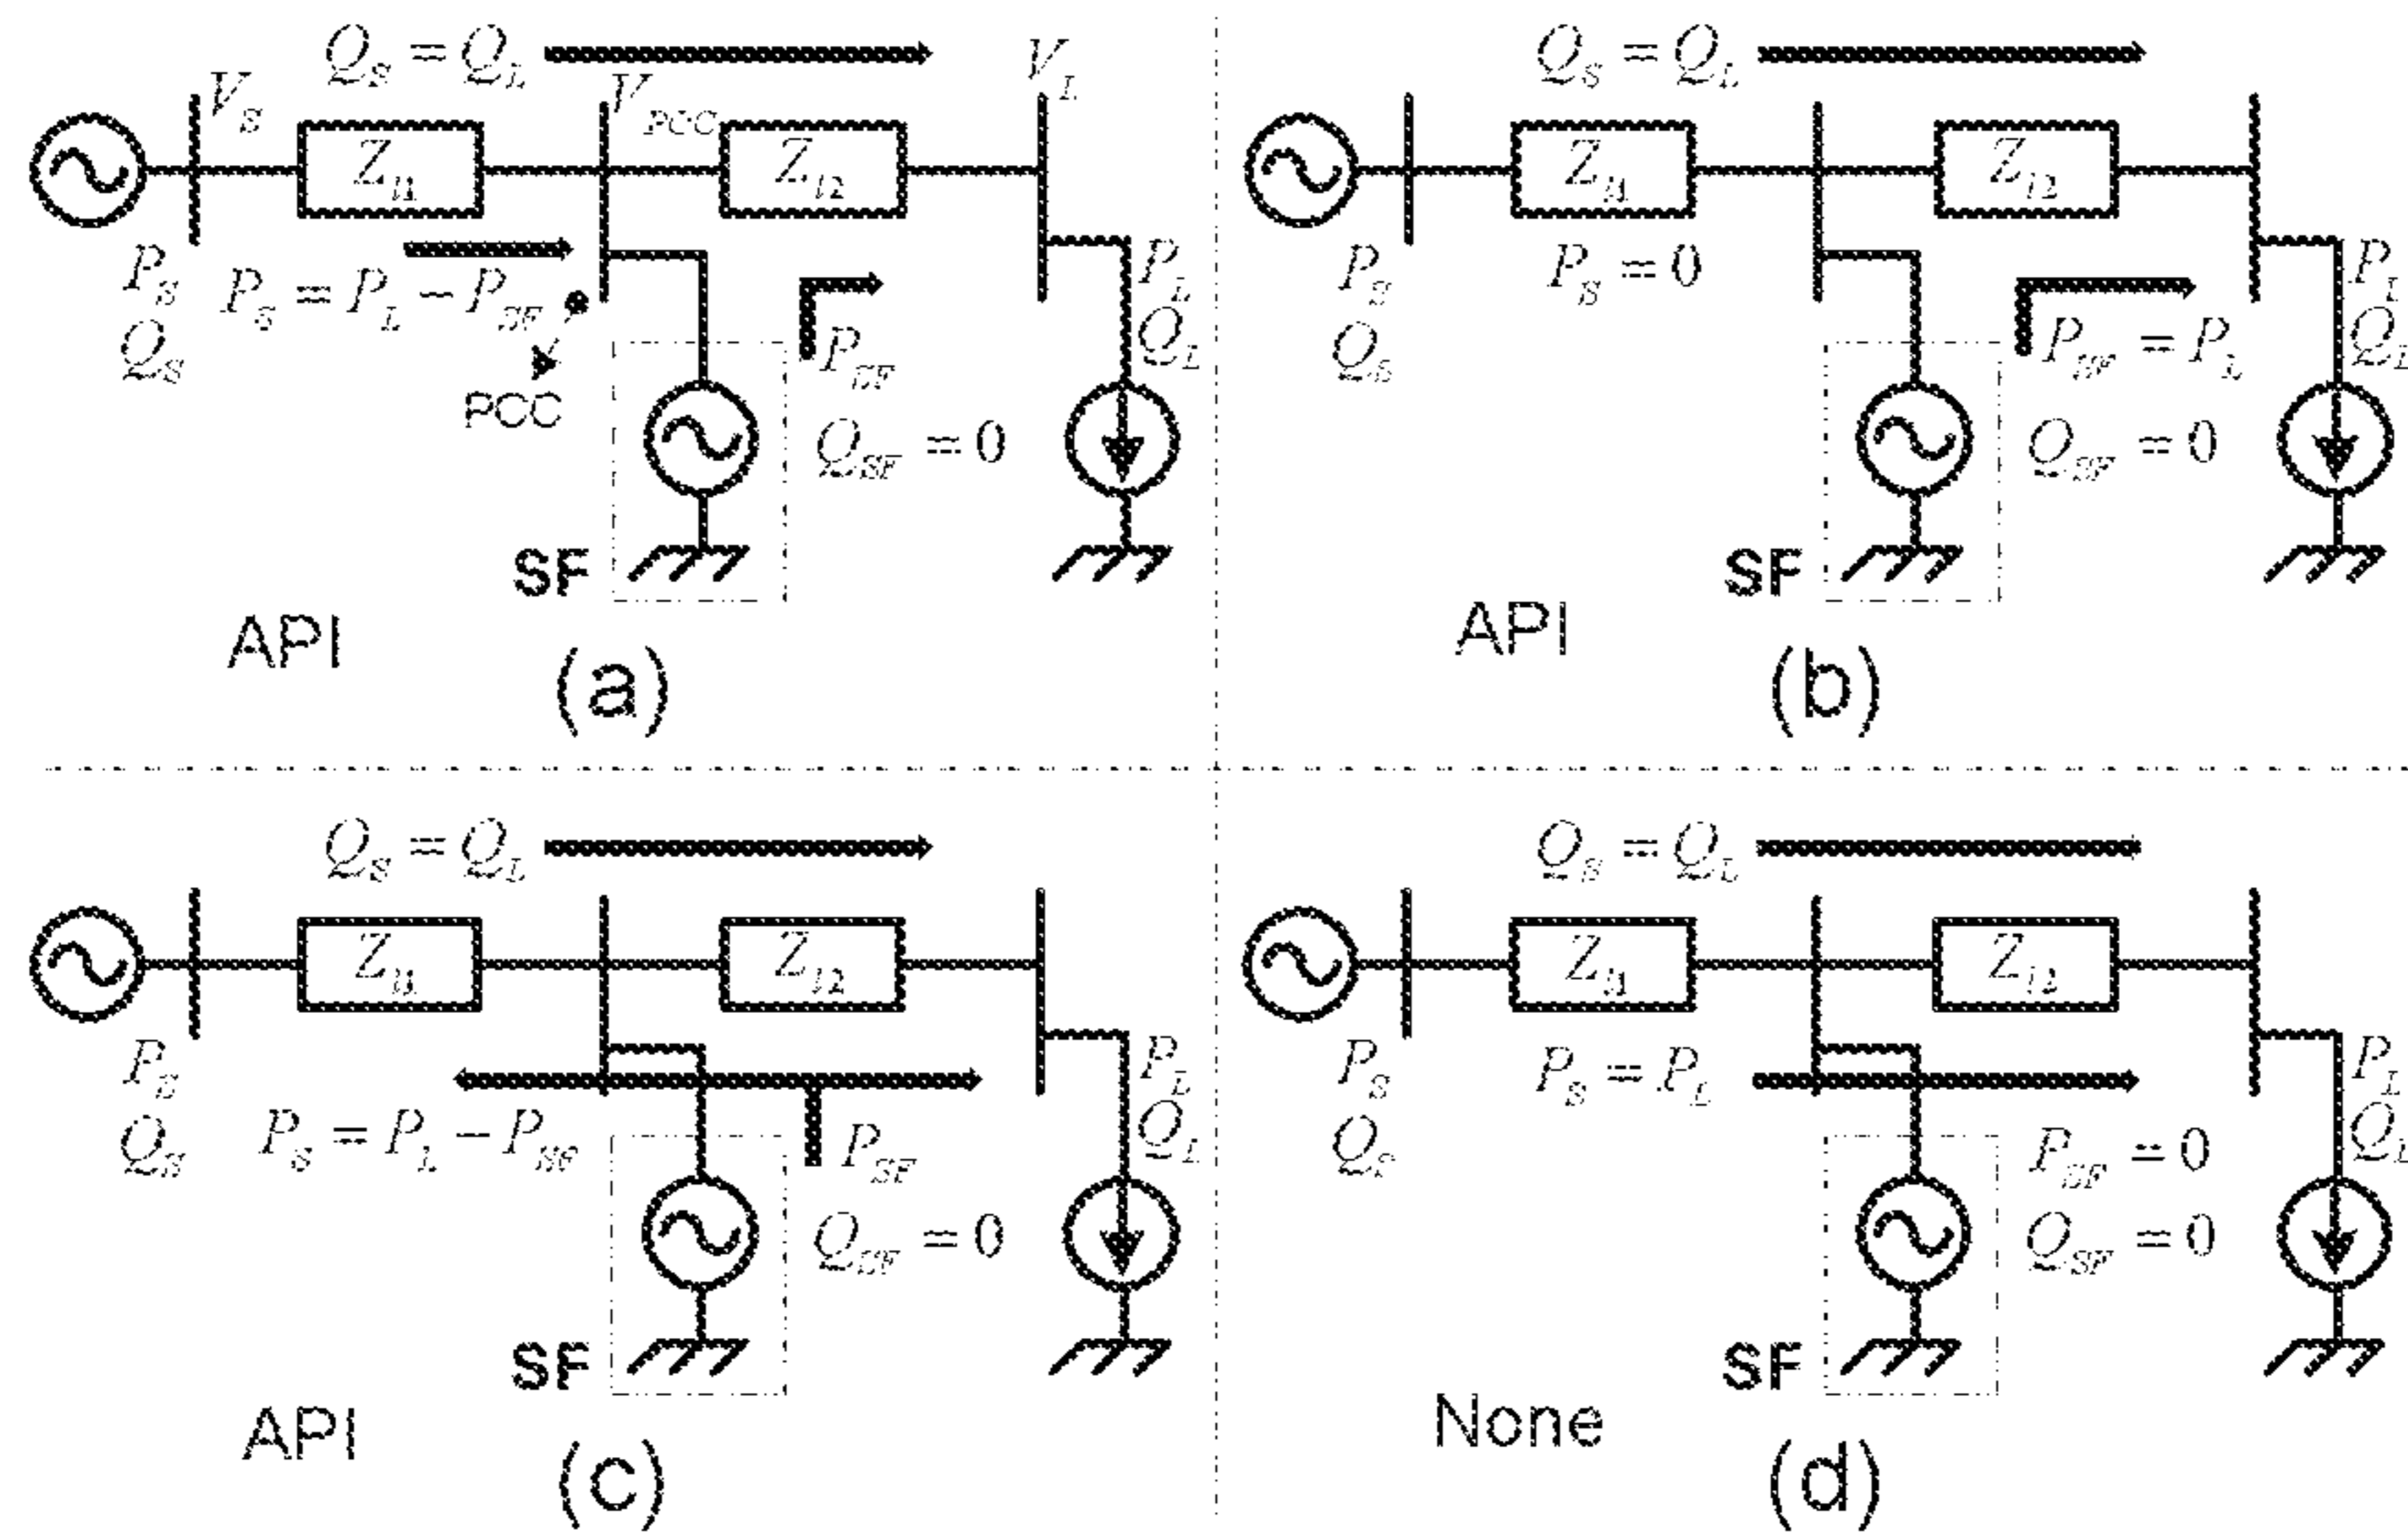 Q_S = Q_L
V_S
V_PCC
V_L
Z_l1
Z_l2
P_S
Q_S
P_S = P_L - P_SF
PCC
P_SF
Q_SF = 0
P_L
Q_L
SF
API
(a)
Q_S = Q_L
Z_l1
Z_l2
P_S
Q_S
P_S = 0
P_SF = P_L
Q_SF = 0
P_L
Q_L
SF
API
(b)
Q_S = Q_L
Z_l1
Z_l2
P_S
Q_S
P_S = P_L - P_SF
P_SF
Q_SF = 0
P_L
Q_L
SF
API
(c)
Q_S = Q_L
Z_l1
Z_l2
P_S
Q_S
P_S = P_L
P_SF = 0
Q_SF = 0
P_L
Q_L
SF
None
(d)